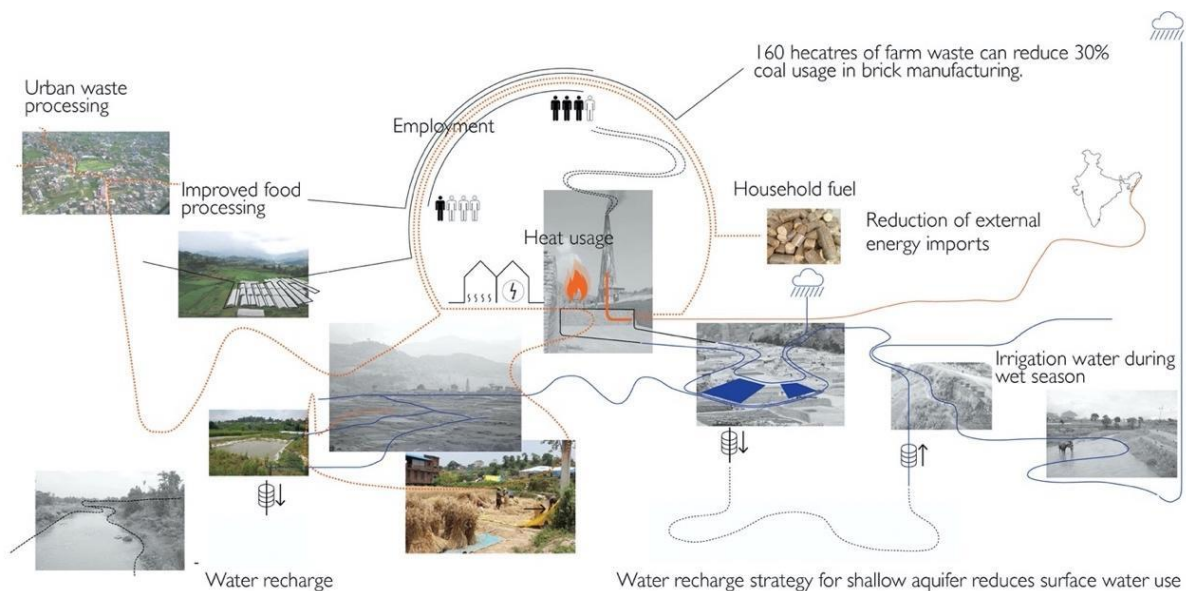 160 hecatres of farm waste can reduce 30%
coal usage in brick manufacturing.
Urban waste
processing
Employment
Improved food
processing
Household fuel
Heat usage
Reduction of external
energy imports
Irrigation water during
wet season
Water recharge
Water recharge strategy for shallow aquifer reduces surface water use